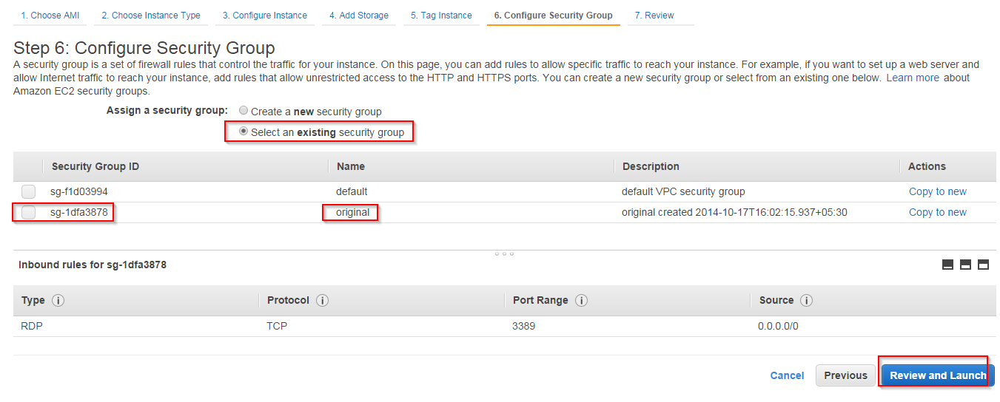 1. Choose AMI 2. Choose Instance Type 3. Configure Instance 4. Add Storage 5. Tag Instance 6. Configure Security Group 7. Review
Step 6: Configure Security Group
A security group is a set of firewall rules that control the traffic for your instance. On this page, you can add rules to allow specific traffic to reach your instance. For example, if you want to set up a web server and
allow Internet traffic to reach your instance, add rules that allow unrestricted access to the HTTP and HTTPS ports. You can create a new security group or select from an existing one below. Learn more about
Amazon EC2 security groups.
Assign a security group: Create a new security group
Select an existing security group
Security Group ID Name Description Actions
sg-f1d03994 default default VPC security group Copy to new
sg-1dfa3878 original original created 2014-10-17T16:02:15.937+05:30 Copy to new
Inbound rules for sg-1dfa3878
Type i Protocol i Port Range i Source i
RDP TCP 3389 0.0.0.0/0
Cancel Previous Review and Launch